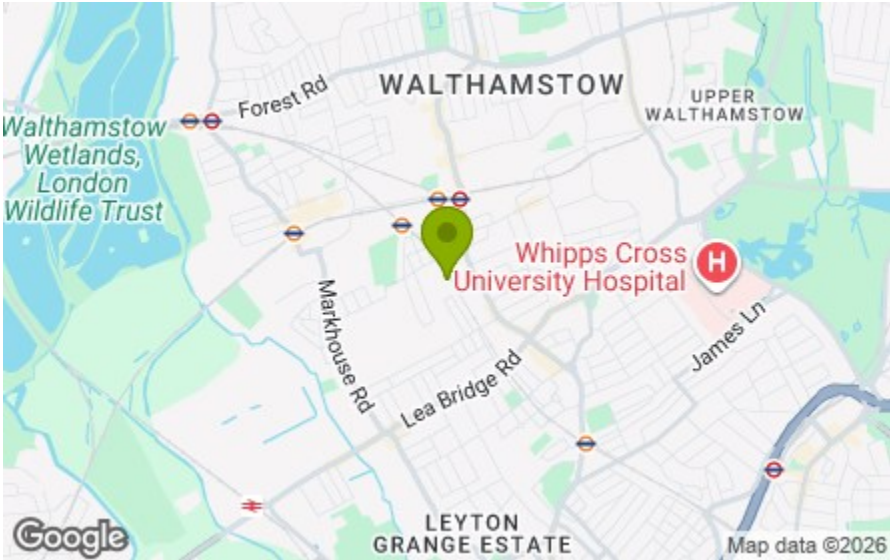 WALTHAMSTOW
Forest Rd
UPPER
WALTHAMSTOW
Walthamstow
Wetlands,
London
Wildlife Trust
Whipps Cross
University Hospital
H
Markhouse Rd
James Ln
Lea Bridge Rd
LEYTON
GRANGE ESTATE
Google
Map data ©2026